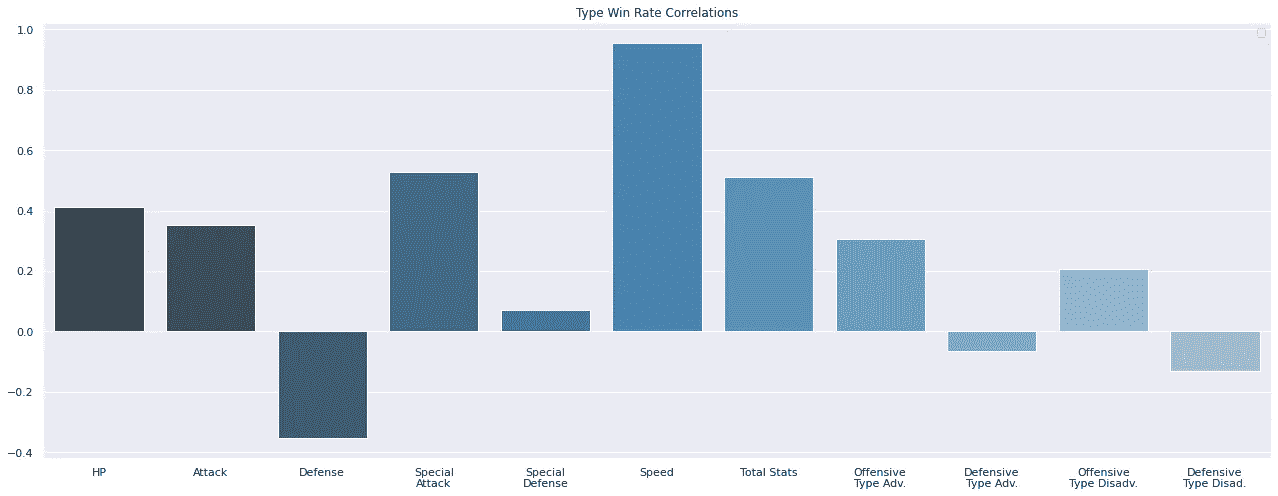 Type Win Rate Correlations
1.0
0.8
0.6
0.4
0.2
0.0
−0.2
−0.4
HP
Attack
Defense
Special
Attack
Special
Defense
Speed
Total Stats
Offensive
Type Adv.
Defensive
Type Adv.
Offensive
Type Disadv.
Defensive
Type Disad.